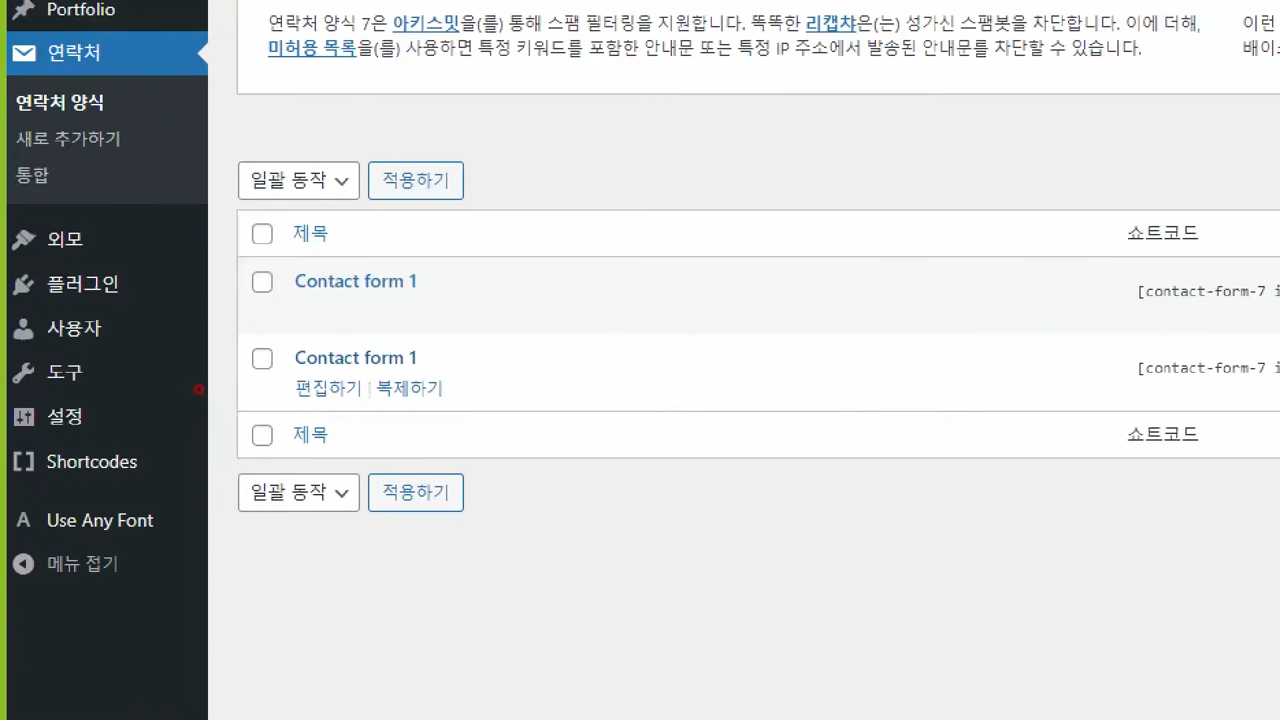 Portfolio
연락처
연락처 양식
새로 추가하기
통합
외모
플러그인
사용자
도구
설정
Shortcodes
Use Any Font
메뉴 접기
연락처 양식 7은 아키스밋을(를) 통해 스팸 필터링을 지원합니다. 똑똑한 리캡챠은(는) 성가신 스팸봇을 차단합니다. 이에 더해,
미허용 목록을(를) 사용하면 특정 키워드를 포함한 안내문 또는 특정 IP 주소에서 발송된 안내문를 차단할 수 있습니다.
이런
일괄 동작 적용하기
제목 쇼트코드
Contact form 1 [contact-form-7 i
Contact form 1 [contact-form-7 i
편집하기 | 복제하기
제목 쇼트코드
일괄 동작 적용하기